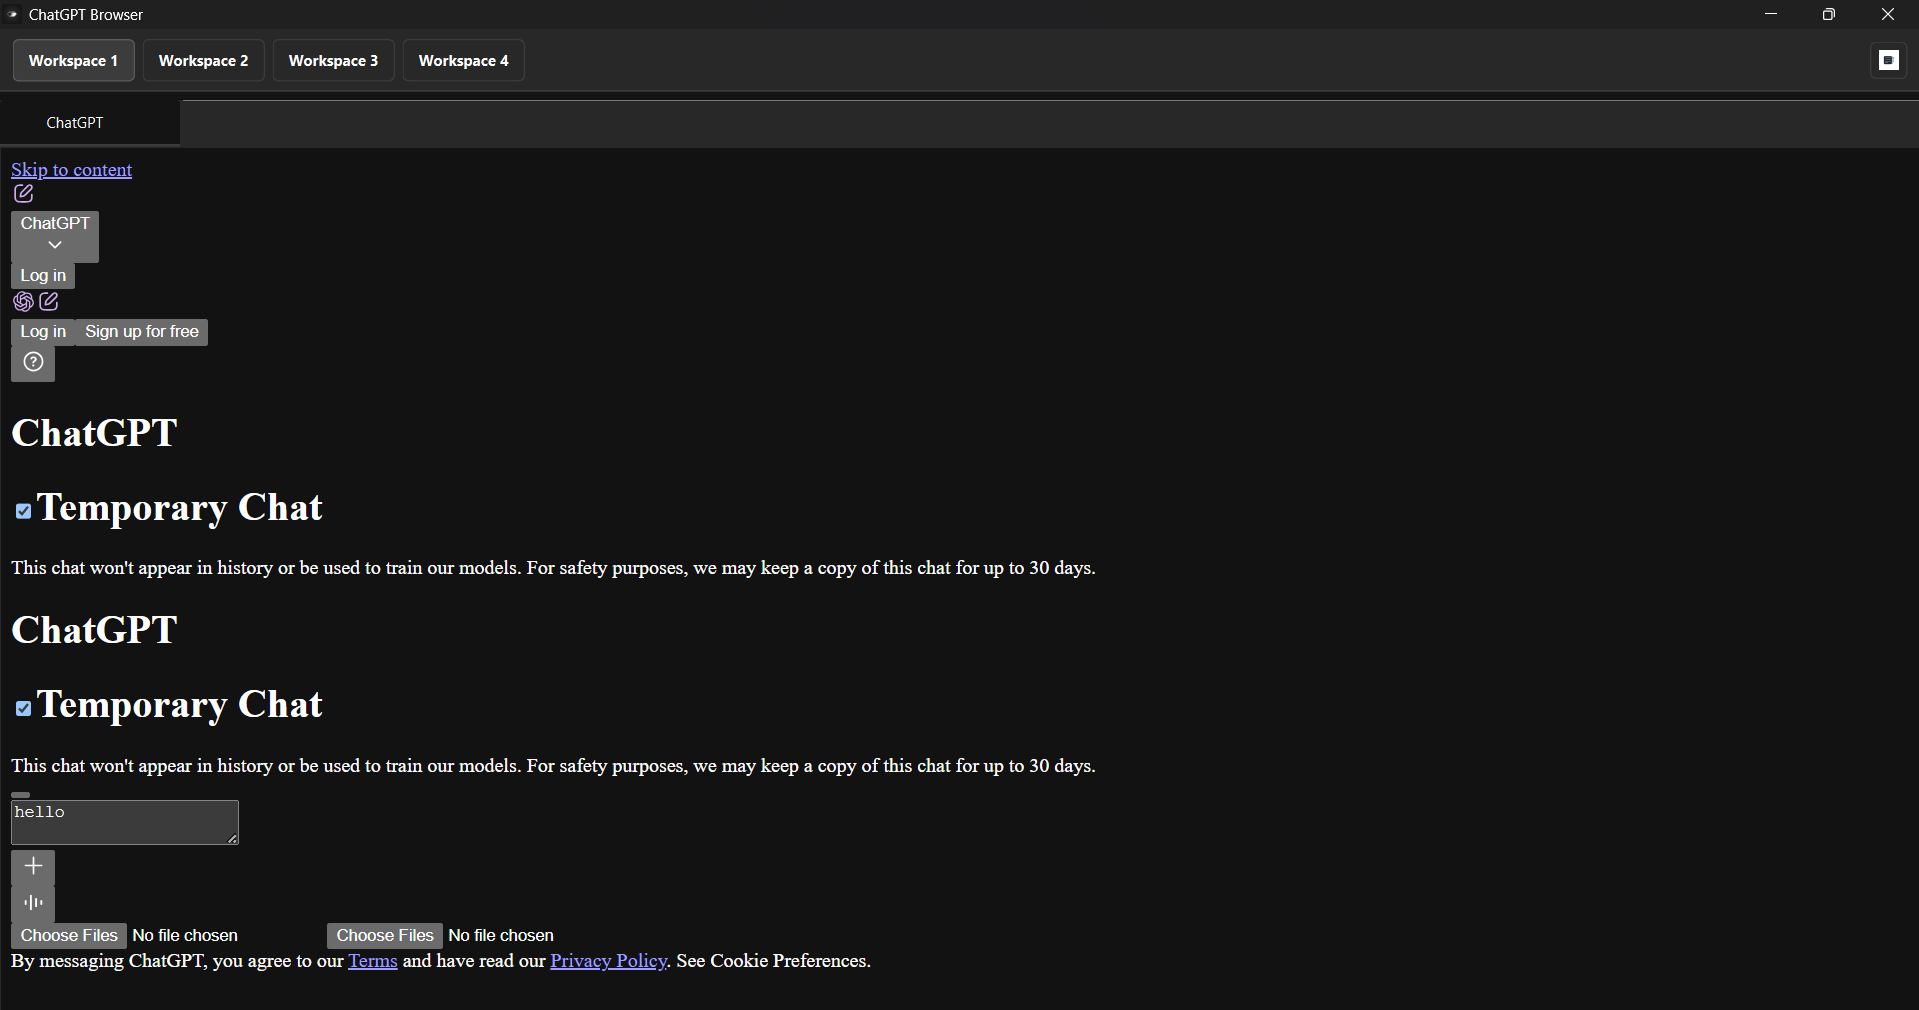 ChatGPT Browser
Workspace 1 Workspace 2 Workspace 3 Workspace 4
ChatGPT
Skip to content
ChatGPT
Log in
Log in Sign up for free
ChatGPT
Temporary Chat
This chat won't appear in history or be used to train our models. For safety purposes, we may keep a copy of this chat for up to 30 days.
ChatGPT
Temporary Chat
This chat won't appear in history or be used to train our models. For safety purposes, we may keep a copy of this chat for up to 30 days.
hello
Choose Files No file chosen Choose Files No file chosen
By messaging ChatGPT, you agree to our Terms and have read our Privacy Policy. See Cookie Preferences.